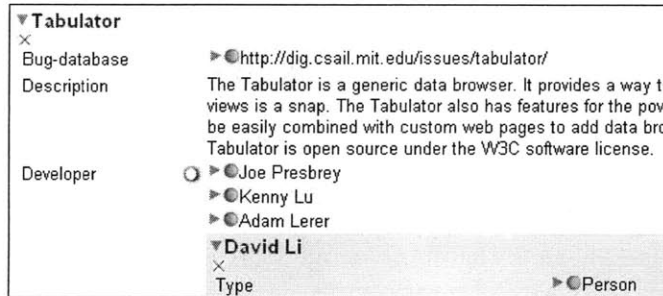 Tabulator
Bug-database http://dig.csail.mit.edu/issues/tabulator/
Description The Tabulator is a generic data browser. It provides a way t
views is a snap. The Tabulator also has features for the pow
be easily combined with custom web pages to add data bro
Tabulator is open source under the W3C software license.
Developer Joe Presbrey
Kenny Lu
Adam Lerer
David Li
Type Person